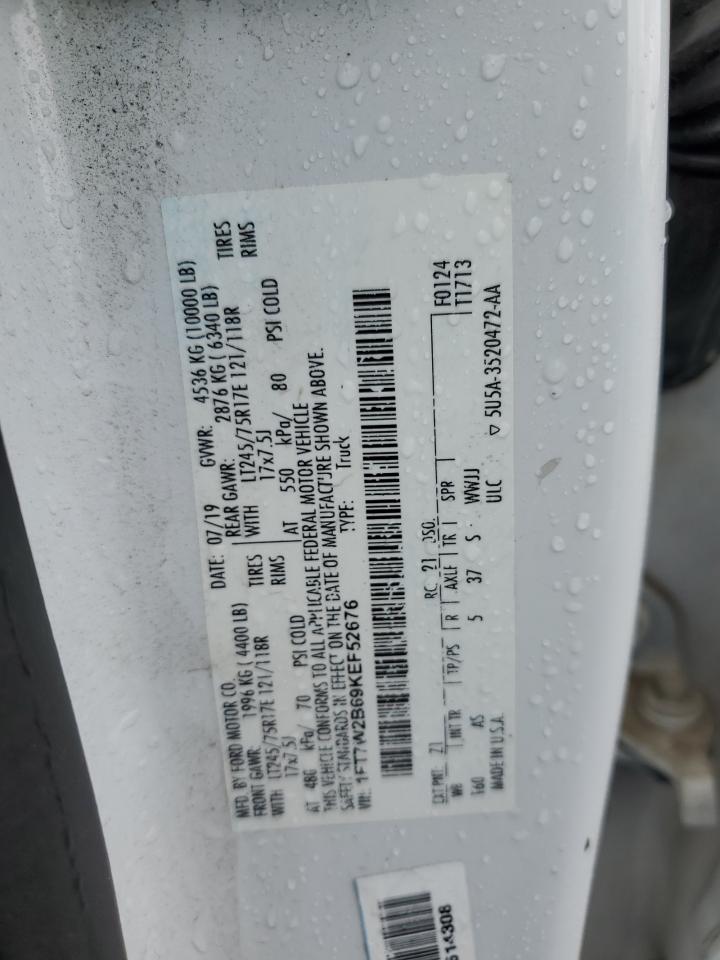 MFD. BY FORD MOTOR CO.
DATE: 07/19 GVWR: 4536 KG (10000 LB)
FRONT GAWR: 1996 KG ( 4400 LB) REAR GAWR: 2876 KG ( 6340 LB)
WITH LT245/75R17E 121/118R TIRES WITH LT245/75R17E 121/118R TIRES
17x7.5J RIMS 17x7.5J RIMS
AT 480 kPa/ 70 PSI COLD AT 550 kPa/ 80 PSI COLD
THIS VEHICLE CONFORMS TO ALL APPLICABLE FEDERAL MOTOR VEHICLE
SAFETY STANDARDS IN EFFECT ON THE DATE OF MANUFACTURE SHOWN ABOVE.
VIN: 1FT7W2B69KEF52676 TYPE: Truck
F0124
T1713
EXT PNT: Z1 RC: 21 DSO:
WB INT TR TP/PS R AXLE TR SPR
160 AS 5 37 S WWJJ
MADE IN U.S.A. ULC ▽ 5U5A-3520472-AA
614308